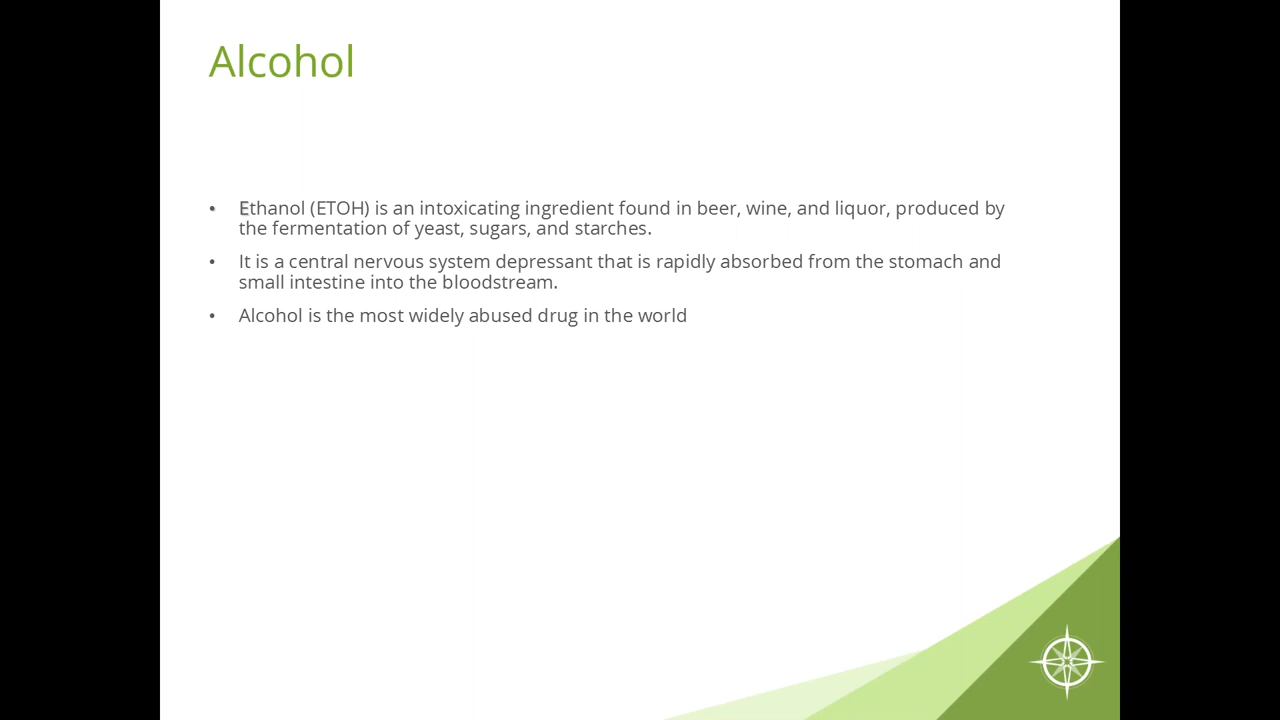 Alcohol
• Ethanol (ETOH) is an intoxicating ingredient found in beer, wine, and liquor, produced by
the fermentation of yeast, sugars, and starches.
• It is a central nervous system depressant that is rapidly absorbed from the stomach and
small intestine into the bloodstream.
• Alcohol is the most widely abused drug in the world